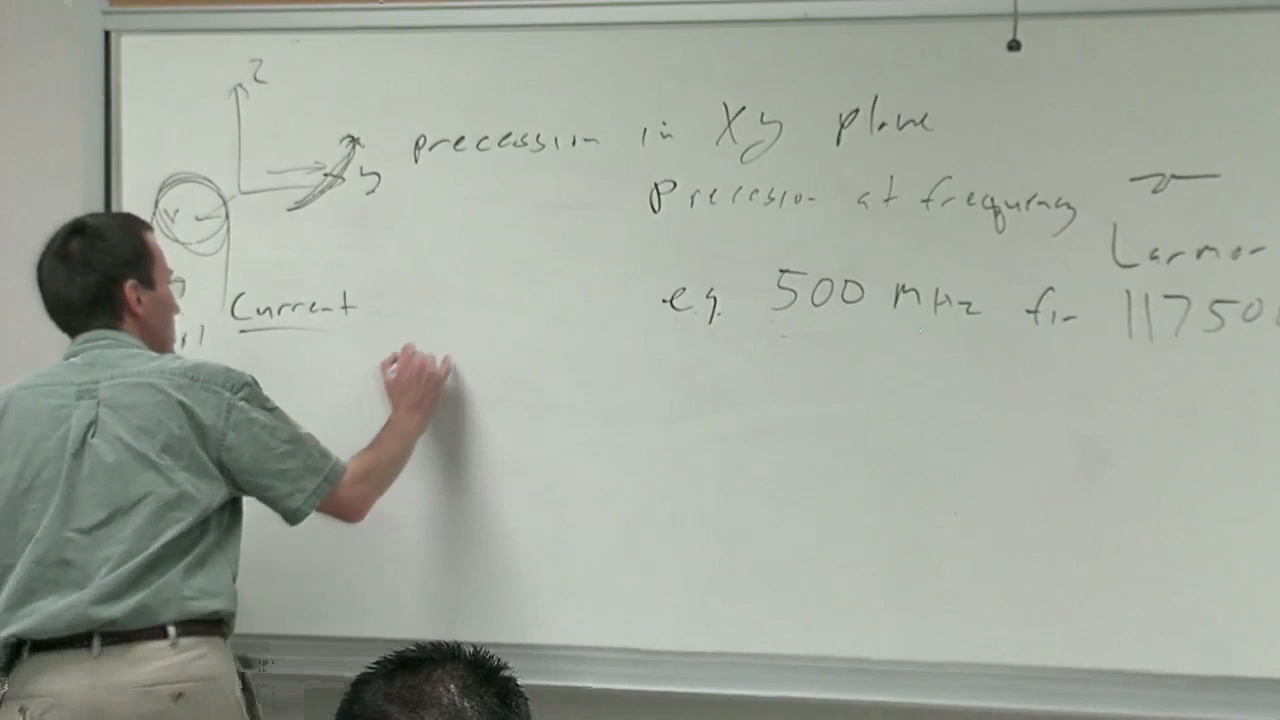 z
precession in xy plane
y
x
Precession at frequency
Larmor
Current
e.g. 500 MHz for 11750